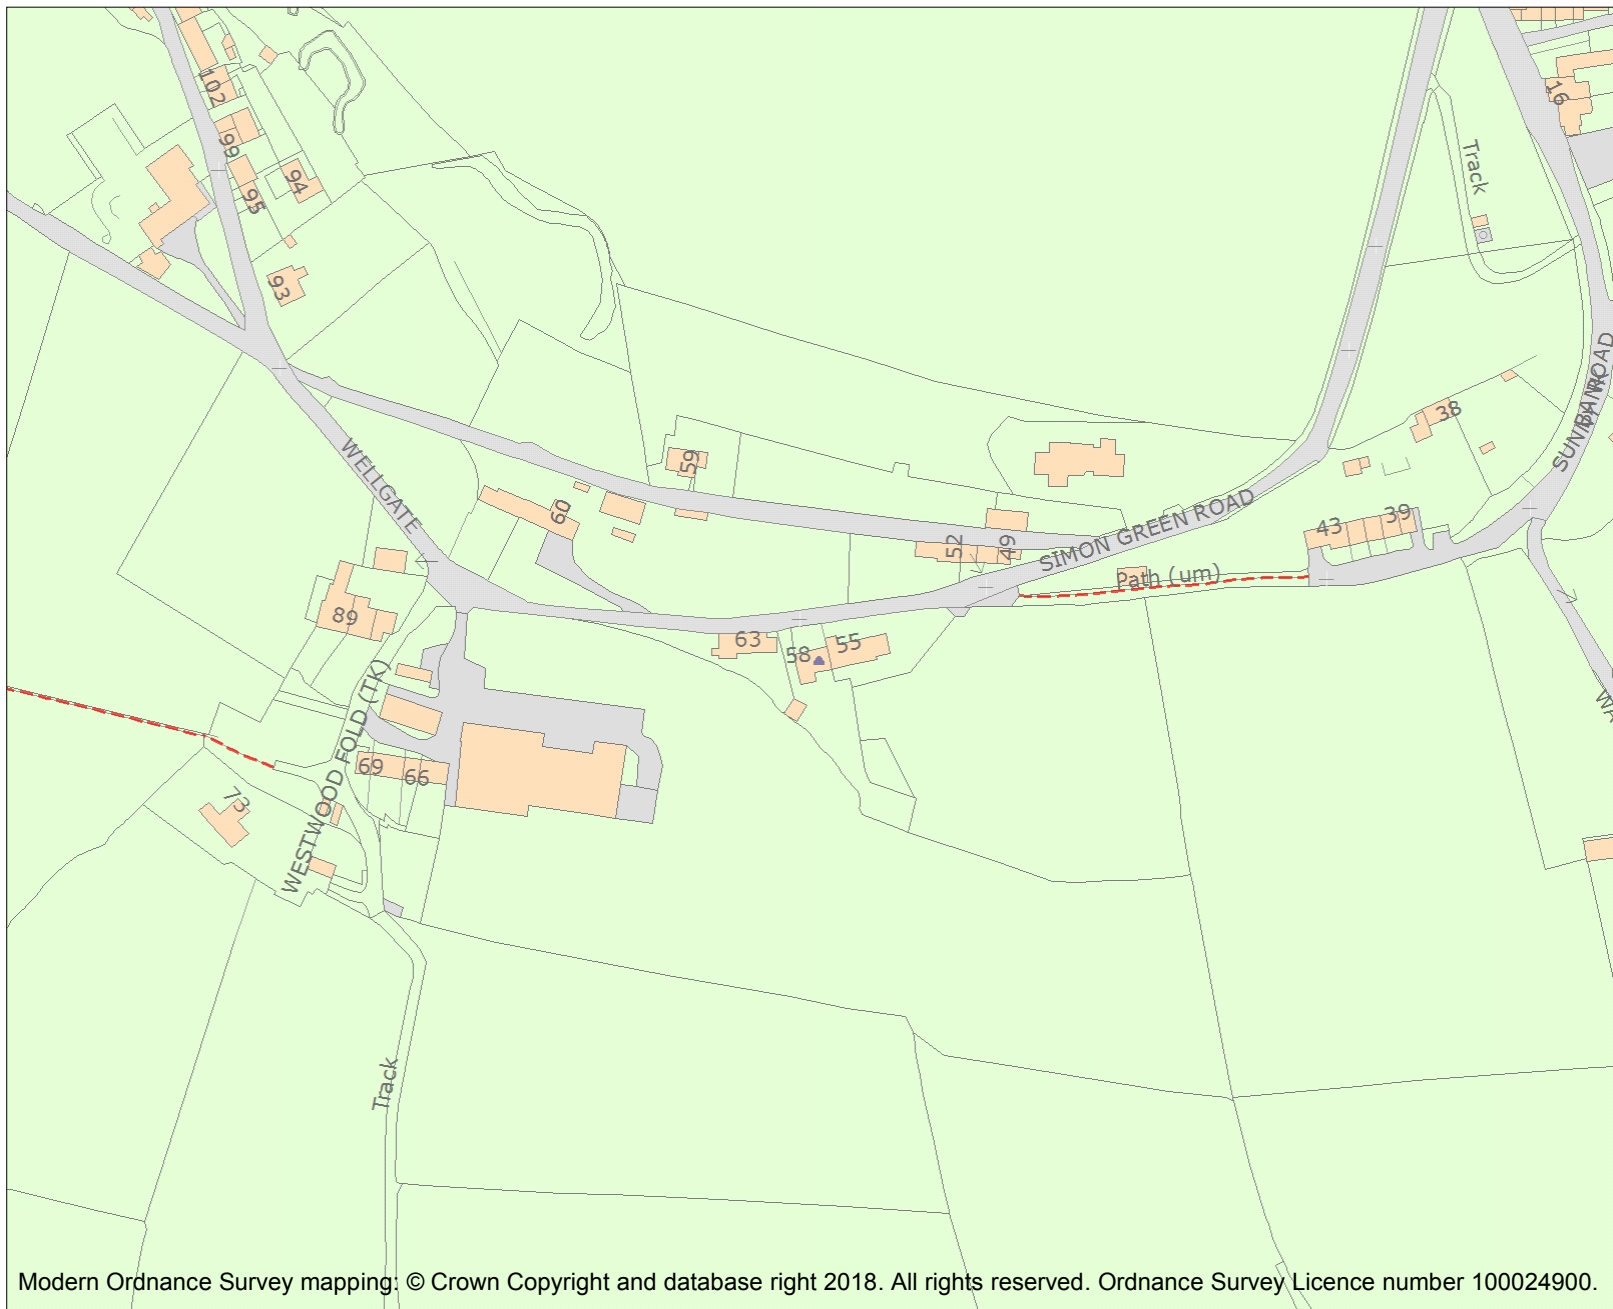 102
16
99
Track
94
95
93
SUNBANK ROAD
38
WELLGATE
59
60
SIMON GREEN ROAD
43
39
52
49
Path (um)
89
63
58
55
WESTWOOD FOLD (TK)
69
66
73
Track
Modern Ordnance Survey mapping: © Crown Copyright and database right 2018. All rights reserved. Ordnance Survey Licence number 100024900.